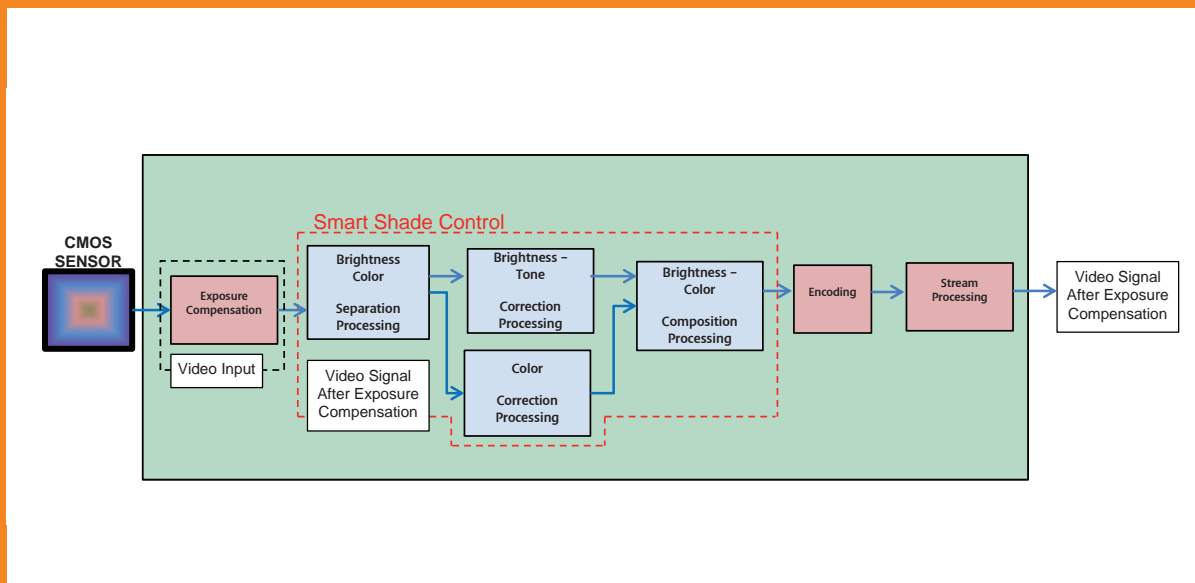 Smart Shade Control
CMOS
SENSOR
Exposure
Compensation
Video Input
Brightness
Color
Separation
Processing
Video Signal
After Exposure
Compensation
Brightness –
Tone
Correction
Processing
Color
Correction
Processing
Brightness –
Color
Composition
Processing
Encoding
Stream
Processing
Video Signal
After Exposure
Compensation